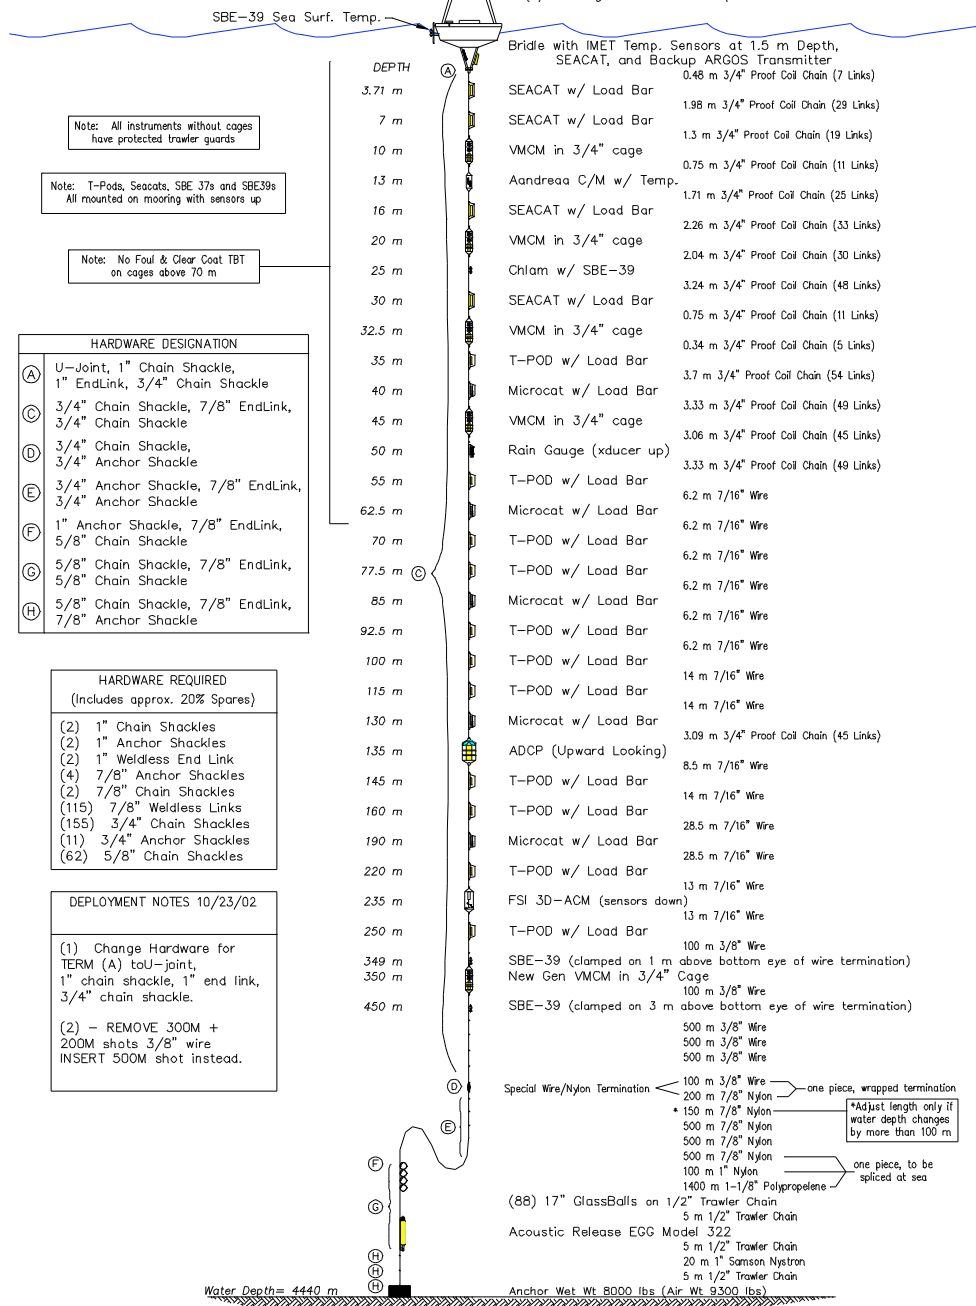 SBE-39 Sea Surf. Temp.
Bridle with IMET Temp. Sensors at 1.5 m Depth,
SEACAT, and Backup ARGOS Transmitter
DEPTH
A
0.48 m 3/4" Proof Coil Chain (7 Links)
3.71 m SEACAT w/ Load Bar
1.98 m 3/4" Proof Coil Chain (29 Links)
7 m SEACAT w/ Load Bar
1.3 m 3/4" Proof Coil Chain (19 Links)
10 m VMCM in 3/4" cage
0.75 m 3/4" Proof Coil Chain (11 Links)
13 m Aandreaa C/M w/ Temp.
1.71 m 3/4" Proof Coil Chain (25 Links)
16 m SEACAT w/ Load Bar
2.26 m 3/4" Proof Coil Chain (33 Links)
20 m VMCM in 3/4" cage
2.04 m 3/4" Proof Coil Chain (30 Links)
25 m Chlam w/ SBE-39
3.24 m 3/4" Proof Coil Chain (48 Links)
30 m SEACAT w/ Load Bar
0.75 m 3/4" Proof Coil Chain (11 Links)
32.5 m VMCM in 3/4" cage
0.34 m 3/4" Proof Coil Chain (5 Links)
35 m T-POD w/ Load Bar
3.7 m 3/4" Proof Coil Chain (54 Links)
40 m Microcat w/ Load Bar
3.33 m 3/4" Proof Coil Chain (49 Links)
45 m VMCM in 3/4" cage
3.06 m 3/4" Proof Coil Chain (45 Links)
50 m Rain Gauge (xducer up)
3.33 m 3/4" Proof Coil Chain (49 Links)
55 m T-POD w/ Load Bar
6.2 m 7/16" Wire
62.5 m Microcat w/ Load Bar
6.2 m 7/16" Wire
70 m T-POD w/ Load Bar
6.2 m 7/16" Wire
77.5 m C T-POD w/ Load Bar
6.2 m 7/16" Wire
85 m Microcat w/ Load Bar
6.2 m 7/16" Wire
92.5 m T-POD w/ Load Bar
6.2 m 7/16" Wire
100 m T-POD w/ Load Bar
14 m 7/16" Wire
115 m T-POD w/ Load Bar
14 m 7/16" Wire
130 m Microcat w/ Load Bar
3.09 m 3/4" Proof Coil Chain (45 Links)
135 m ADCP (Upward Looking)
8.5 m 7/16" Wire
145 m T-POD w/ Load Bar
14 m 7/16" Wire
160 m T-POD w/ Load Bar
28.5 m 7/16" Wire
190 m Microcat w/ Load Bar
28.5 m 7/16" Wire
220 m T-POD w/ Load Bar
13 m 7/16" Wire
235 m FSI 3D-ACM (sensors down)
13 m 7/16" Wire
250 m T-POD w/ Load Bar
100 m 3/8" Wire
349 m SBE-39 (clamped on 1 m above bottom eye of wire termination)
350 m New Gen VMCM in 3/4" Cage
100 m 3/8" Wire
450 m SBE-39 (clamped on 3 m above bottom eye of wire termination)
500 m 3/8" Wire
500 m 3/8" Wire
500 m 3/8" Wire
D Special Wire/Nylon Termination
100 m 3/8" Wire
200 m 7/8" Nylon
one piece, wrapped termination
* 150 m 7/8" Nylon
*Adjust length only if
water depth changes
by more than 100 m
500 m 7/8" Nylon
E
500 m 7/8" Nylon
500 m 7/8" Nylon
100 m 1" Nylon
1400 m 1-1/8" Polypropelene
one piece, to be
spliced at sea
F
(88) 17" GlassBalls on 1/2" Trawler Chain
G
5 m 1/2" Trawler Chain
Acoustic Release EGG Model 322
5 m 1/2" Trawler Chain
H
20 m 1" Samson Nystron
H
5 m 1/2" Trawler Chain
H
Water Depth= 4440 m
Anchor Wet Wt 8000 lbs (Air Wt 9300 lbs)
Note: All instruments without cages
have protected trawler guards
Note: T-Pods, Seacats, SBE 37s and SBE39s
All mounted on mooring with sensors up
Note: No Foul & Clear Coat TBT
on cages above 70 m
HARDWARE DESIGNATION
A U-Joint, 1" Chain Shackle,
1" EndLink, 3/4" Chain Shackle
C 3/4" Chain Shackle, 7/8" EndLink,
3/4" Chain Shackle
D 3/4" Chain Shackle,
3/4" Anchor Shackle
E 3/4" Anchor Shackle, 7/8" EndLink,
3/4" Anchor Shackle
F 1" Anchor Shackle, 7/8" EndLink,
5/8" Chain Shackle
G 5/8" Chain Shackle, 7/8" EndLink,
5/8" Chain Shackle
H 5/8" Chain Shackle, 7/8" EndLink,
7/8" Anchor Shackle
HARDWARE REQUIRED
(Includes approx. 20% Spares)
(2) 1" Chain Shackles
(2) 1" Anchor Shackles
(2) 1" Weldless End Link
(4) 7/8" Anchor Shackles
(2) 7/8" Chain Shackles
(115) 7/8" Weldless Links
(155) 3/4" Chain Shackles
(11) 3/4" Anchor Shackles
(62) 5/8" Chain Shackles
DEPLOYMENT NOTES 10/23/02
(1) Change Hardware for
TERM (A) toU-joint,
1" chain shackle, 1" end link,
3/4" chain shackle.
(2) - REMOVE 300M +
200M shots 3/8" wire
INSERT 500M shot instead.